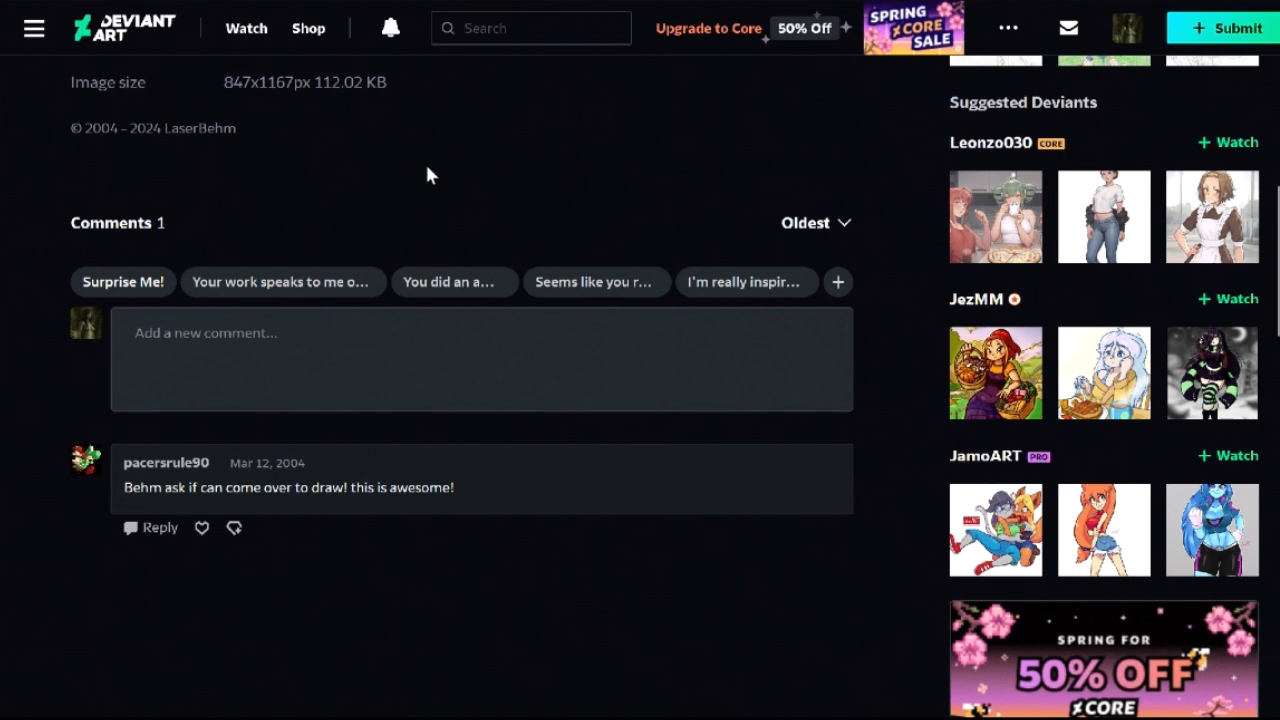 DEVIANT ART
Watch
Shop
Search
Upgrade to Core
50% Off
SPRING CORE SALE
+ Submit
Image size 847x1167px 112.02 KB
© 2004 - 2024 LaserBehm
Comments 1
Oldest
Surprise Me!
Your work speaks to me o...
You did an a...
Seems like you r...
I'm really inspir...
+
Add a new comment...
pacersrule90 Mar 12, 2004
Behm ask if can come over to draw! this is awesome!
Reply
Suggested Deviants
Leonzo030 CORE + Watch
JezMM + Watch
JamoART PRO + Watch
SPRING FOR
50% OFF
CORE